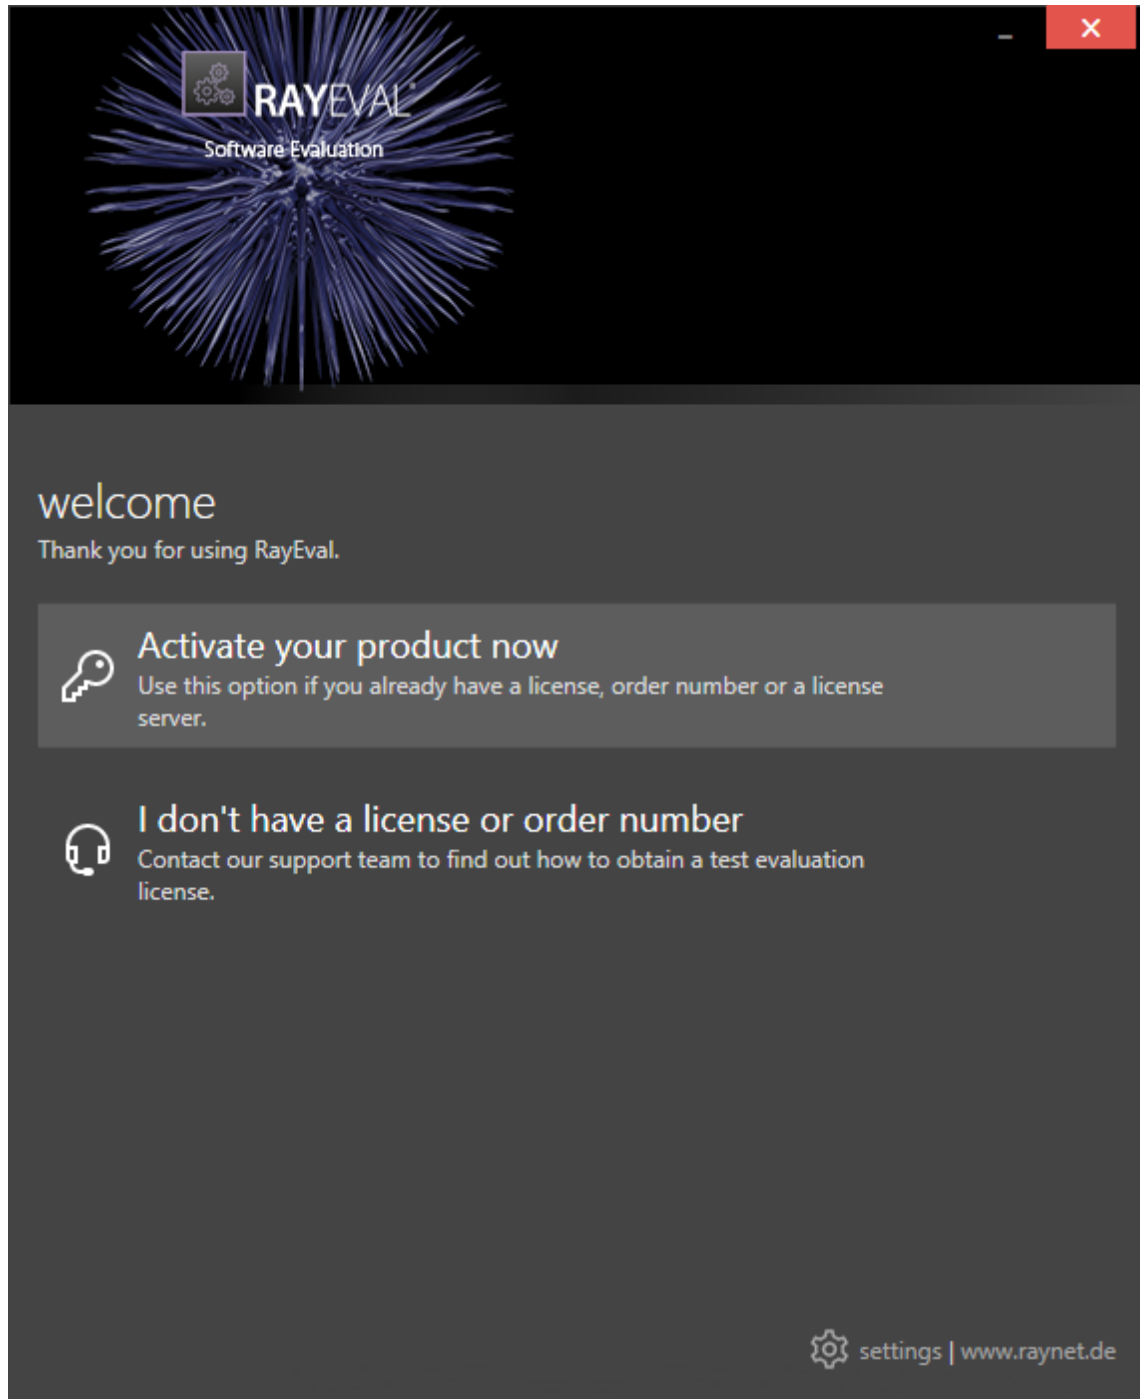 RAYEVAL®
Software Evaluation
welcome
Thank you for using RayEval.
Activate your product now
Use this option if you already have a license, order number or a license
server.
I don't have a license or order number
Contact our support team to find out how to obtain a test evaluation
license.
settings | www.raynet.de